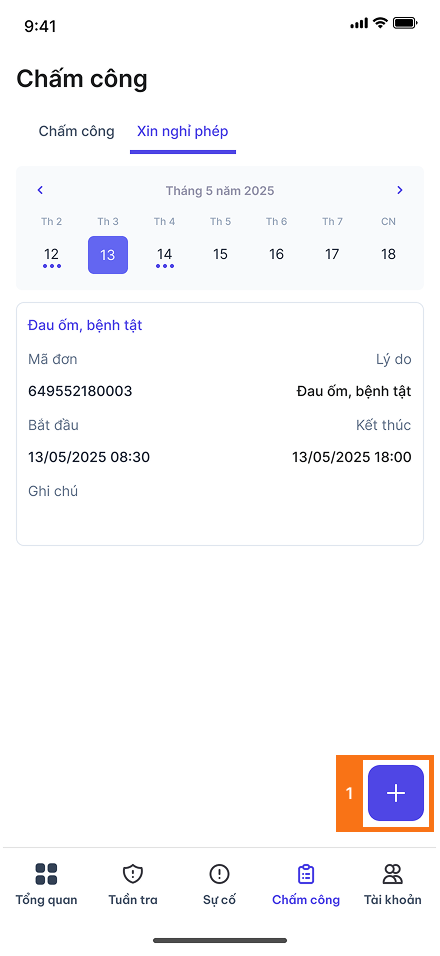 9:41
Chấm công
Chấm công Xin nghỉ phép
Tháng 5 năm 2025
Th 2 Th 3 Th 4 Th 5 Th 6 Th 7 CN
12 13 14 15 16 17 18
Đau ốm, bệnh tật
Mã đơn Lý do
649552180003 Đau ốm, bệnh tật
Bắt đầu Kết thúc
13/05/2025 08:30 13/05/2025 18:00
Ghi chú
1
Tổng quan Tuần tra Sự cố Chấm công Tài khoản